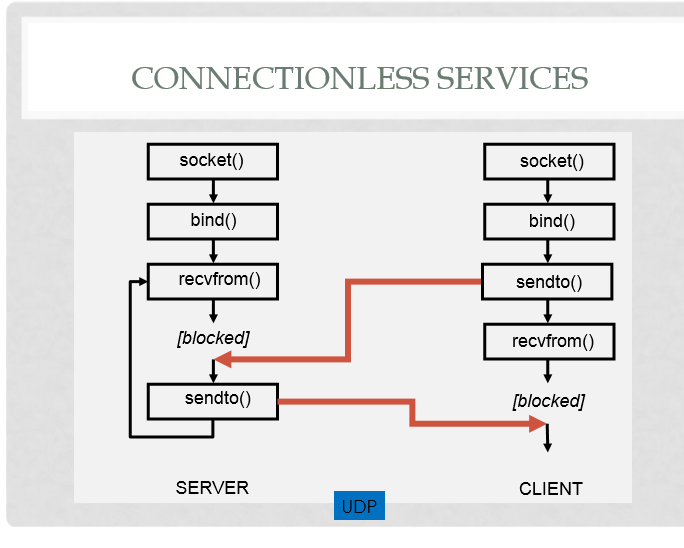 CONNECTIONLESS SERVICES
socket()
bind()
recvfrom()
[blocked]
sendto()
SERVER
socket()
bind()
sendto()
recvfrom()
[blocked]
CLIENT
UDP